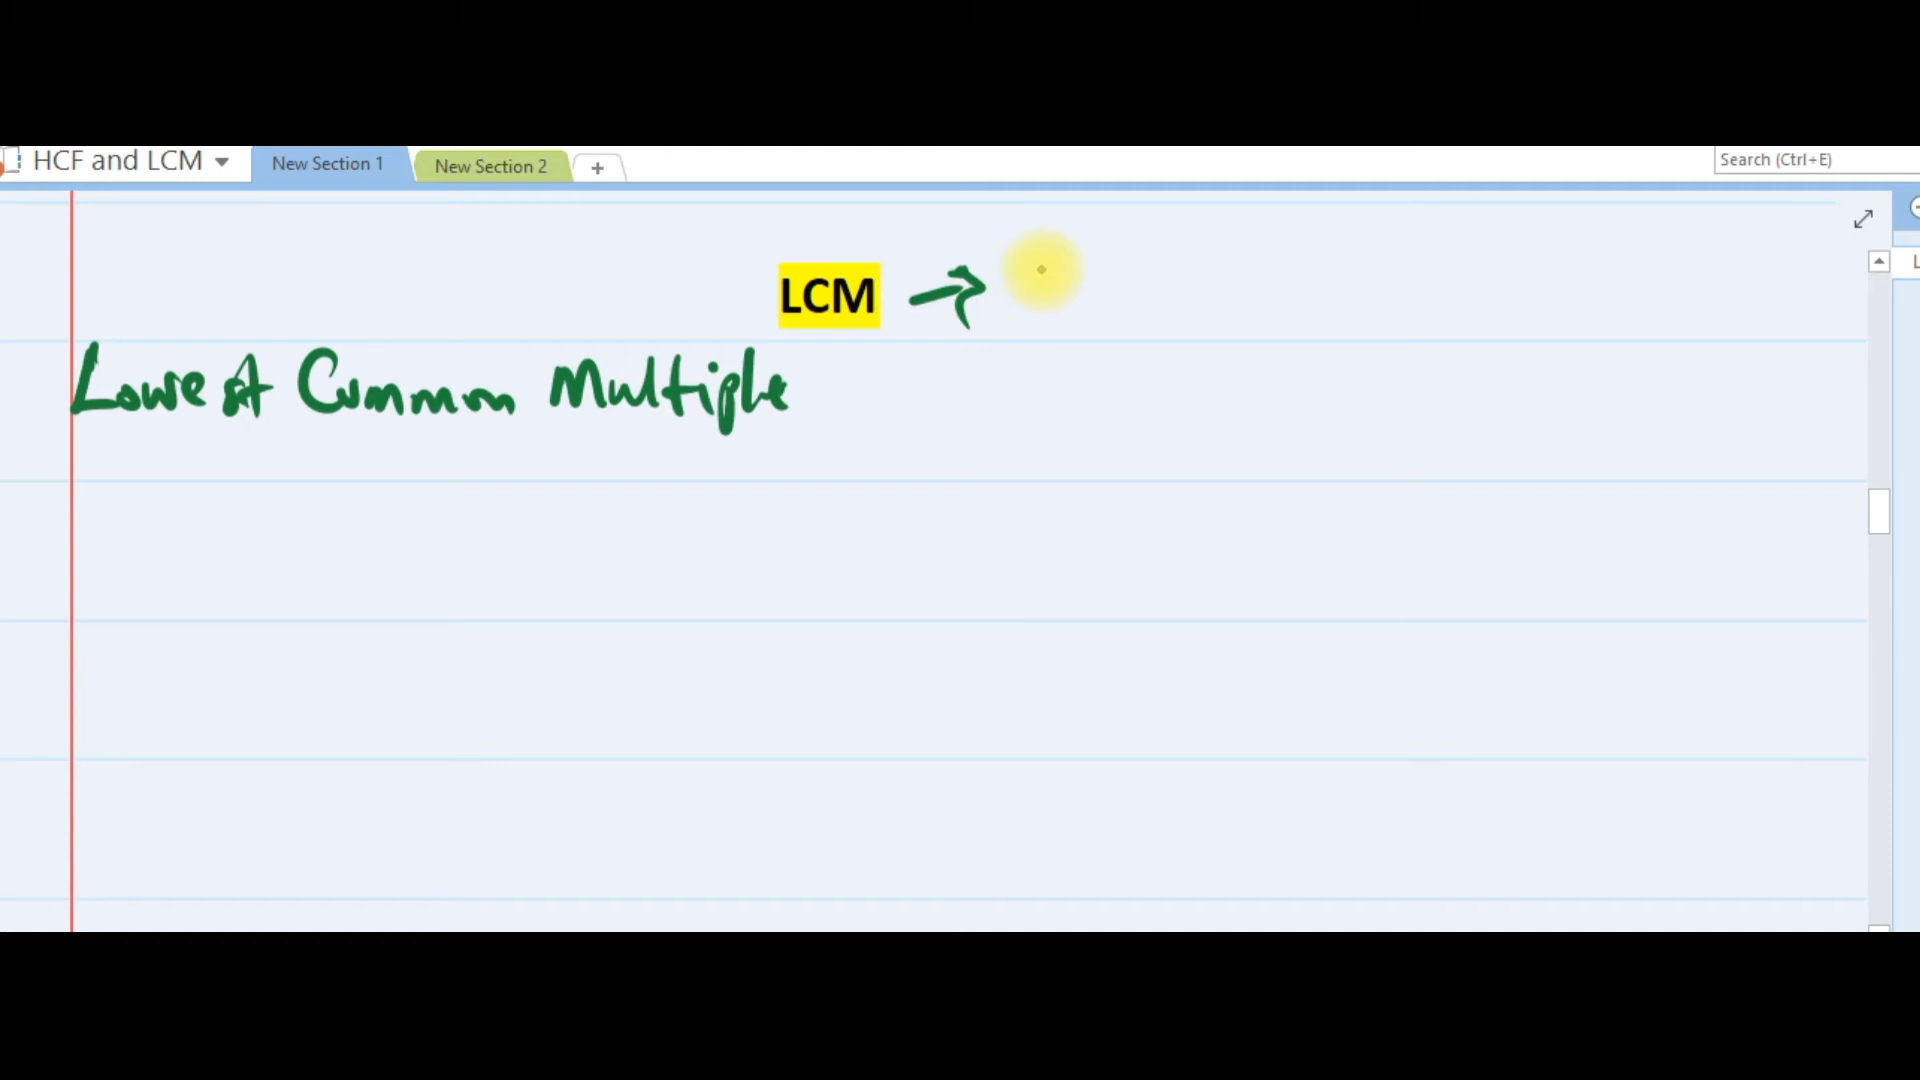 HCF and LCM New Section 1 New Section 2 + Search (Ctrl+E)
LCM →
Lowest Common Multiple